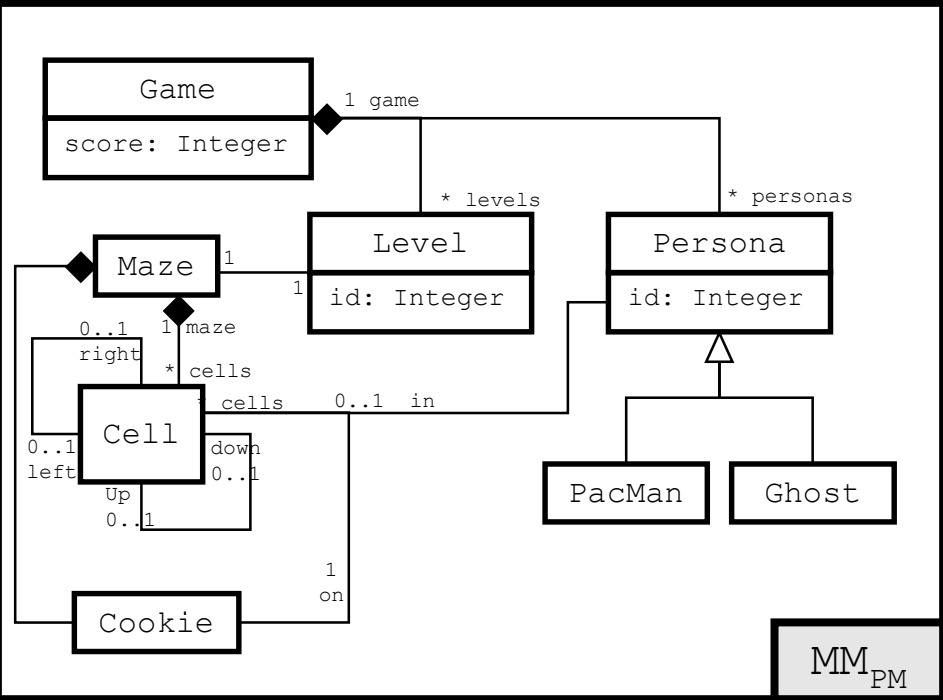 Game
score: Integer
1 game
* levels
* personas
Level
id: Integer
Persona
id: Integer
Maze
1
1
1 maze
* cells
0..1
right
Cell
* cells
0..1 in
0..1
left
down
0..1
Up
0..1
PacMan
Ghost
1
on
Cookie
MMPM